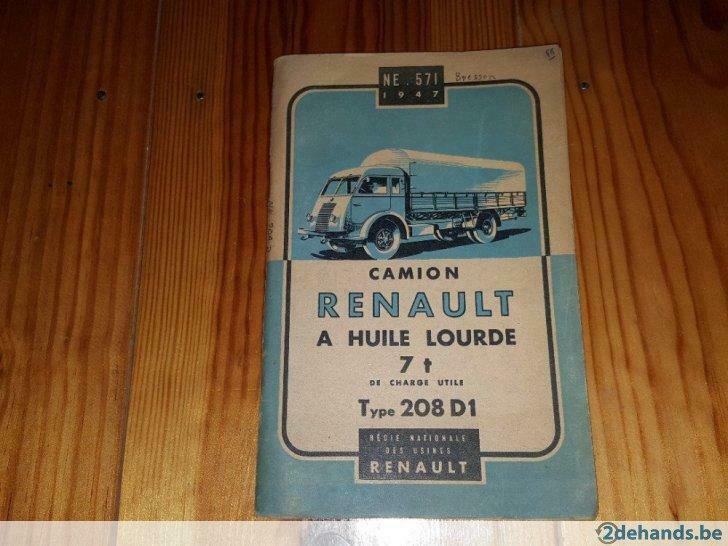 NE. 571
1947
Bresson
CAMION
RENAULT
A HUILE LOURDE
7 t
DE CHARGE UTILE
Type 208 D1
RÉGIE NATIONALE
DES USINES
RENAULT
2dehands.be